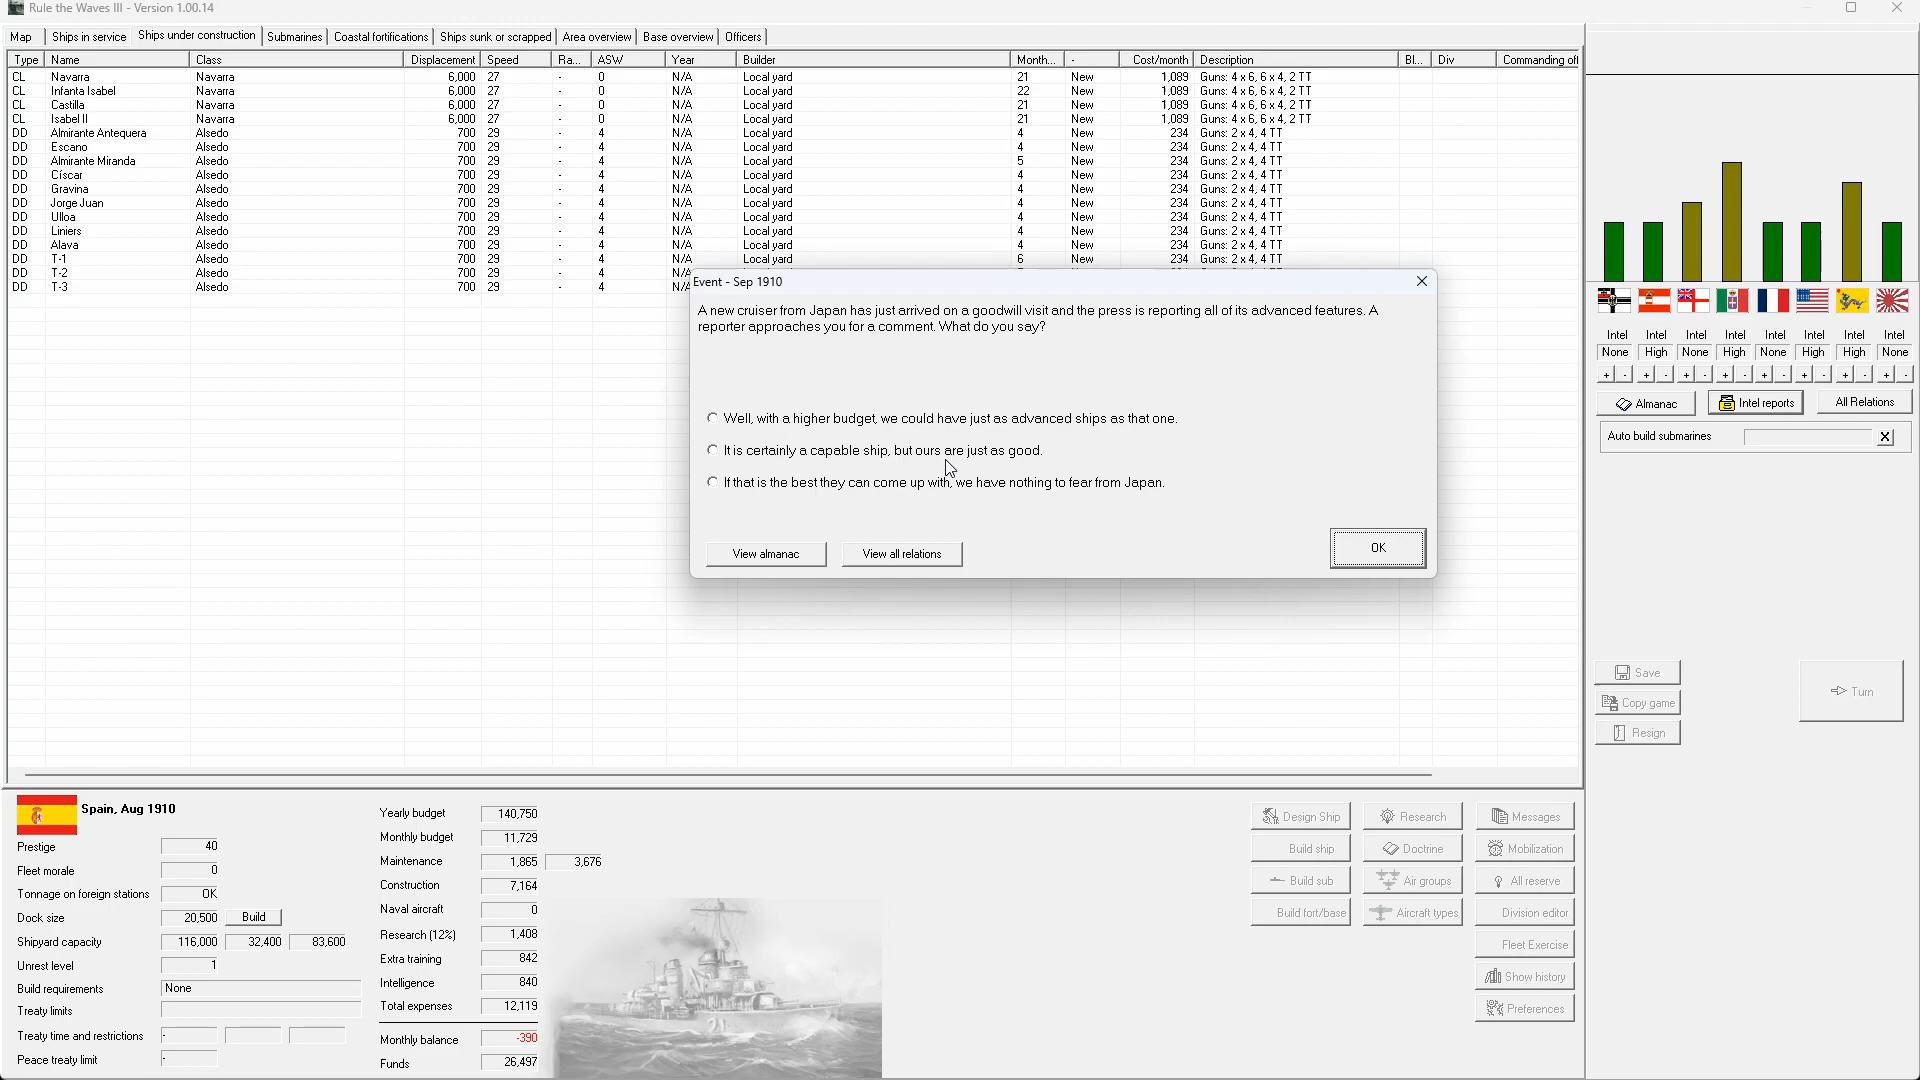 Rule the Waves III - Version 1.00.14
Map Ships in service Ships under construction Submarines Coastal fortifications Ships sunk or scrapped Area overview Base overview Officers
Type Name Class Displacement Speed Ra... ASW Year Builder Month... - Cost/month Description Bl... Div Commanding off
CL Navarra Navarra 6,000 27 - 0 N/A Local yard 21 New 1,089 Guns: 4 x 6, 6 x 4, 2 TT
CL Infanta Isabel Navarra 6,000 27 - 0 N/A Local yard 22 New 1,089 Guns: 4 x 6, 6 x 4, 2 TT
CL Castilla Navarra 6,000 27 - 0 N/A Local yard 21 New 1,089 Guns: 4 x 6, 6 x 4, 2 TT
CL Isabel II Navarra 6,000 27 - 0 N/A Local yard 21 New 1,089 Guns: 4 x 6, 6 x 4, 2 TT
DD Almirante Antequera Alsedo 700 29 - 4 N/A Local yard 4 New 234 Guns: 2 x 4, 4 TT
DD Escano Alsedo 700 29 - 4 N/A Local yard 4 New 234 Guns: 2 x 4, 4 TT
DD Almirante Miranda Alsedo 700 29 - 4 N/A Local yard 5 New 234 Guns: 2 x 4, 4 TT
DD Císcar Alsedo 700 29 - 4 N/A Local yard 4 New 234 Guns: 2 x 4, 4 TT
DD Gravina Alsedo 700 29 - 4 N/A Local yard 4 New 234 Guns: 2 x 4, 4 TT
DD Jorge Juan Alsedo 700 29 - 4 N/A Local yard 4 New 234 Guns: 2 x 4, 4 TT
DD Ulloa Alsedo 700 29 - 4 N/A Local yard 4 New 234 Guns: 2 x 4, 4 TT
DD Liniers Alsedo 700 29 - 4 N/A Local yard 4 New 234 Guns: 2 x 4, 4 TT
DD Alava Alsedo 700 29 - 4 N/A Local yard 4 New 234 Guns: 2 x 4, 4 TT
DD T-1 Alsedo 700 29 - 4 N/A Local yard 6 New 234 Guns: 2 x 4, 4 TT
DD T-2 Alsedo 700 29 - 4
DD T-3 Alsedo 700 29 - 4 N/A
Event - Sep 1910
A new cruiser from Japan has just arrived on a goodwill visit and the press is reporting all of its advanced features. A
reporter approaches you for a comment. What do you say?
Well, with a higher budget, we could have just as advanced ships as that one.
It is certainly a capable ship, but ours are just as good.
If that is the best they can come up with, we have nothing to fear from Japan.
View almanac View all relations OK
Intel Intel Intel Intel Intel Intel Intel Intel
None High None High None High High None
+ - + - + - + - + - + - + - + -
Almanac Intel reports All Relations
Auto build submarines X
Save
Copy game
Resign
Turn
Spain, Aug 1910
Prestige 40
Fleet morale 0
Tonnage on foreign stations OK
Dock size 20,500 Build
Shipyard capacity 116,000 32,400 83,600
Unrest level 1
Build requirements None
Treaty limits
Treaty time and restrictions -
Peace treaty limit -
Yearly budget 140,750
Monthly budget 11,729
Maintenance 1,865 3,676
Construction 7,164
Naval aircraft 0
Research (12%) 1,408
Extra training 842
Intelligence 840
Total expenses 12,119
Monthly balance -390
Funds 26,497
Design Ship Research Messages
Build ship Doctrine Mobilization
Build sub Air groups All reserve
Build fort/base Aircraft types Division editor
Fleet Exercise
Show history
Preferences